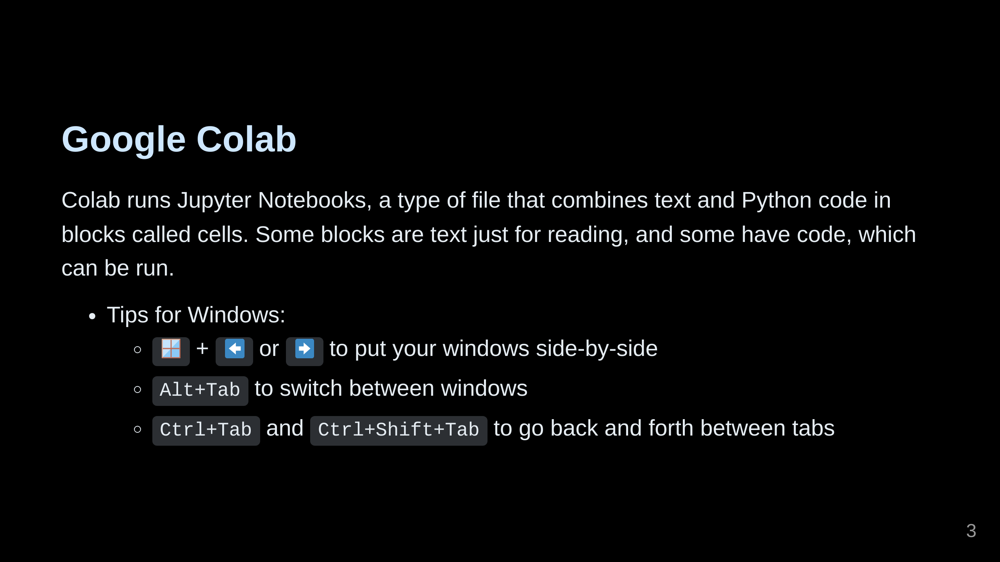 Google Colab
Colab runs Jupyter Notebooks, a type of file that combines text and Python code in
blocks called cells. Some blocks are text just for reading, and some have code, which
can be run.
• Tips for Windows:
◦ 🪟 + ⬅️ or ➡️ to put your windows side-by-side
◦ Alt+Tab to switch between windows
◦ Ctrl+Tab and Ctrl+Shift+Tab to go back and forth between tabs
3